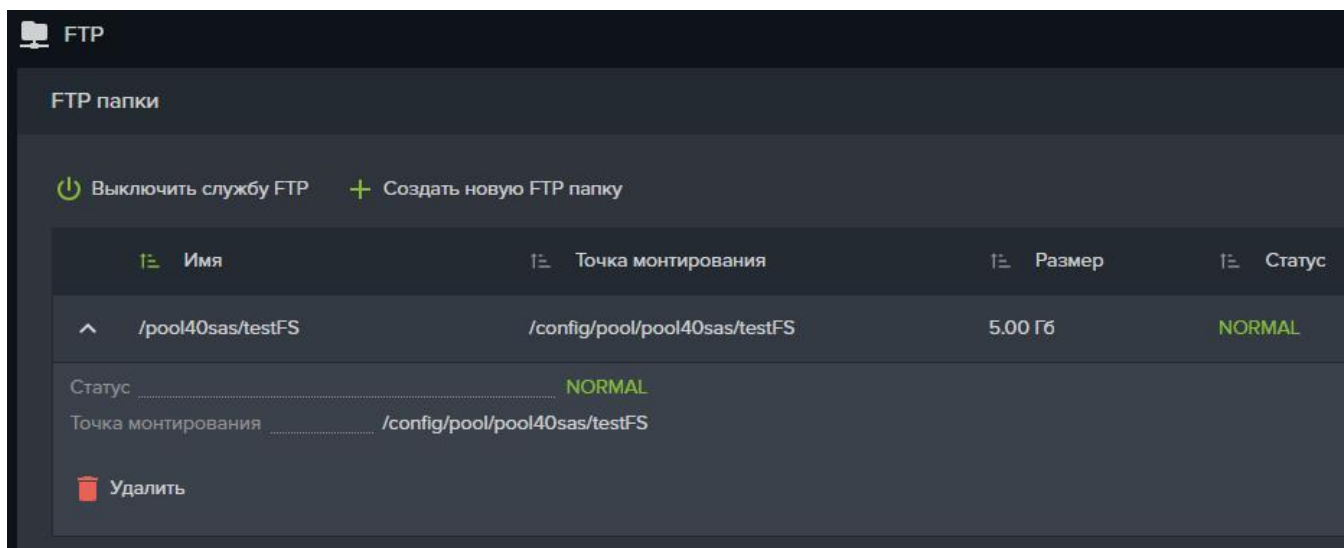 FTP
FTP папки
Выключить службу FTP Создать новую FTP папку
Имя Точка монтирования Размер Статус
/pool40sas/testFS /config/pool/pool40sas/testFS 5.00 Гб NORMAL
Статус NORMAL
Точка монтирования /config/pool/pool40sas/testFS
Удалить